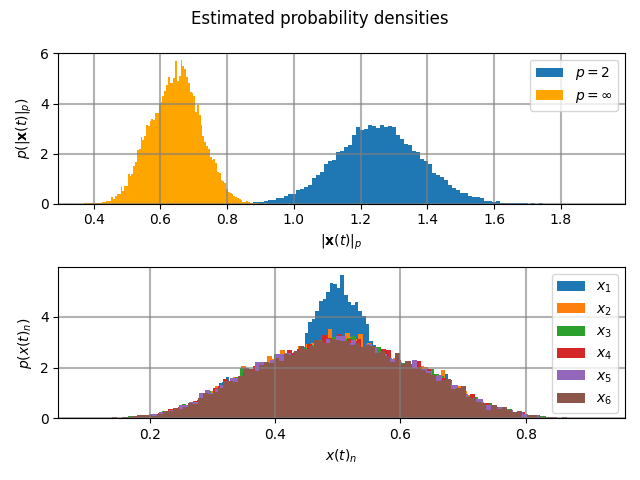 Estimated probability densities
6
4
2
0
p(|x(t)|p)
p = 2
p = ∞
0.4 0.6 0.8 1.0 1.2 1.4 1.6 1.8
|x(t)|p
4
2
0
p(x(t)n)
x1
x2
x3
x4
x5
x6
0.2 0.4 0.6 0.8
x(t)n